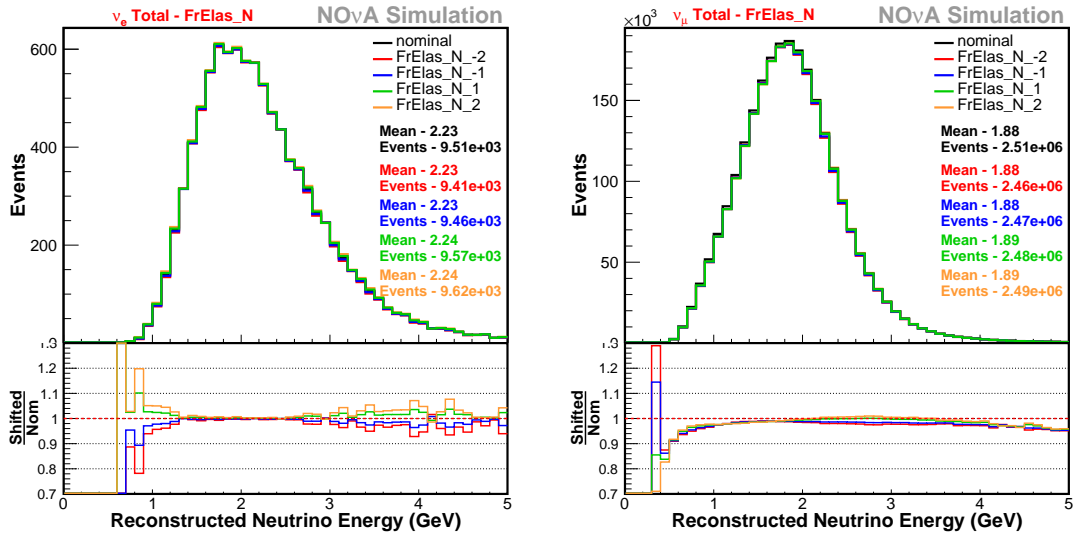 ν_e Total - FrElas_N
NOνA Simulation
nominal
FrElas_N_-2
FrElas_N_-1
FrElas_N_1
FrElas_N_2
Mean - 2.23
Events - 9.51e+03
Mean - 2.23
Events - 9.41e+03
Mean - 2.23
Events - 9.46e+03
Mean - 2.24
Events - 9.57e+03
Mean - 2.24
Events - 9.62e+03
Events
600
400
200
1.3
1.2
1.1
1
0.9
0.8
0.7
Shifted
Nom
0 1 2 3 4 5
Reconstructed Neutrino Energy (GeV)
ν_μ Total - FrElas_N
NOνA Simulation
×10³
nominal
FrElas_N_-2
FrElas_N_-1
FrElas_N_1
FrElas_N_2
Mean - 1.88
Events - 2.51e+06
Mean - 1.88
Events - 2.46e+06
Mean - 1.88
Events - 2.47e+06
Mean - 1.89
Events - 2.48e+06
Mean - 1.89
Events - 2.49e+06
Events
150
100
50
1.3
1.2
1.1
1
0.9
0.8
0.7
Shifted
Nom
0 1 2 3 4 5
Reconstructed Neutrino Energy (GeV)